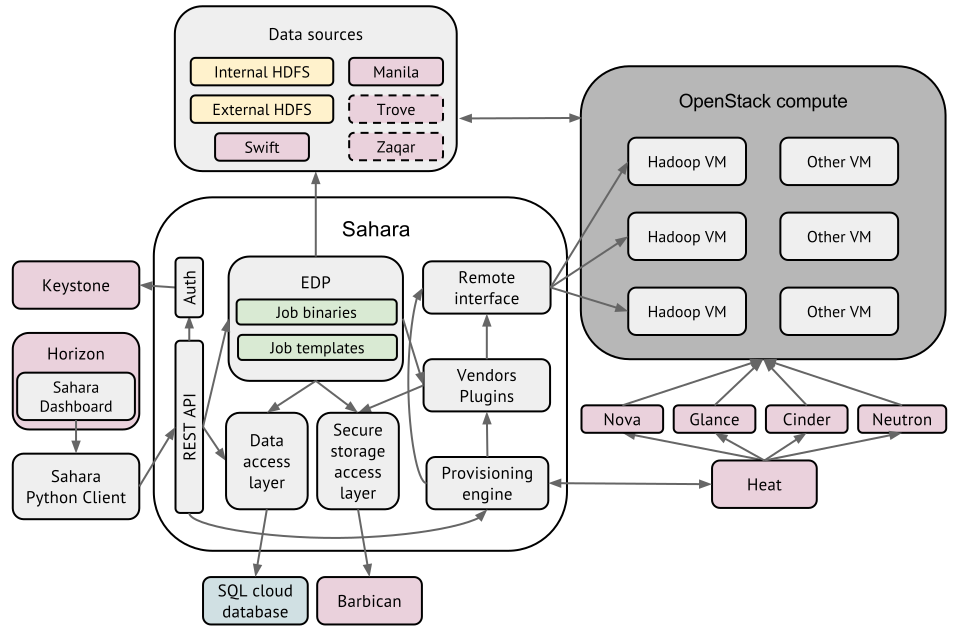 Data sources
Internal HDFS
Manila
External HDFS
Trove
Swift
Zaqar
OpenStack compute
Hadoop VM
Other VM
Hadoop VM
Other VM
Hadoop VM
Other VM
Sahara
Keystone
Auth
EDP
Job binaries
Job templates
Remote
interface
Horizon
Sahara
Dashboard
REST API
Vendors
Plugins
Data
access
layer
Secure
storage
access
layer
Provisioning
engine
Sahara
Python Client
Nova
Glance
Cinder
Neutron
Heat
SQL cloud
database
Barbican